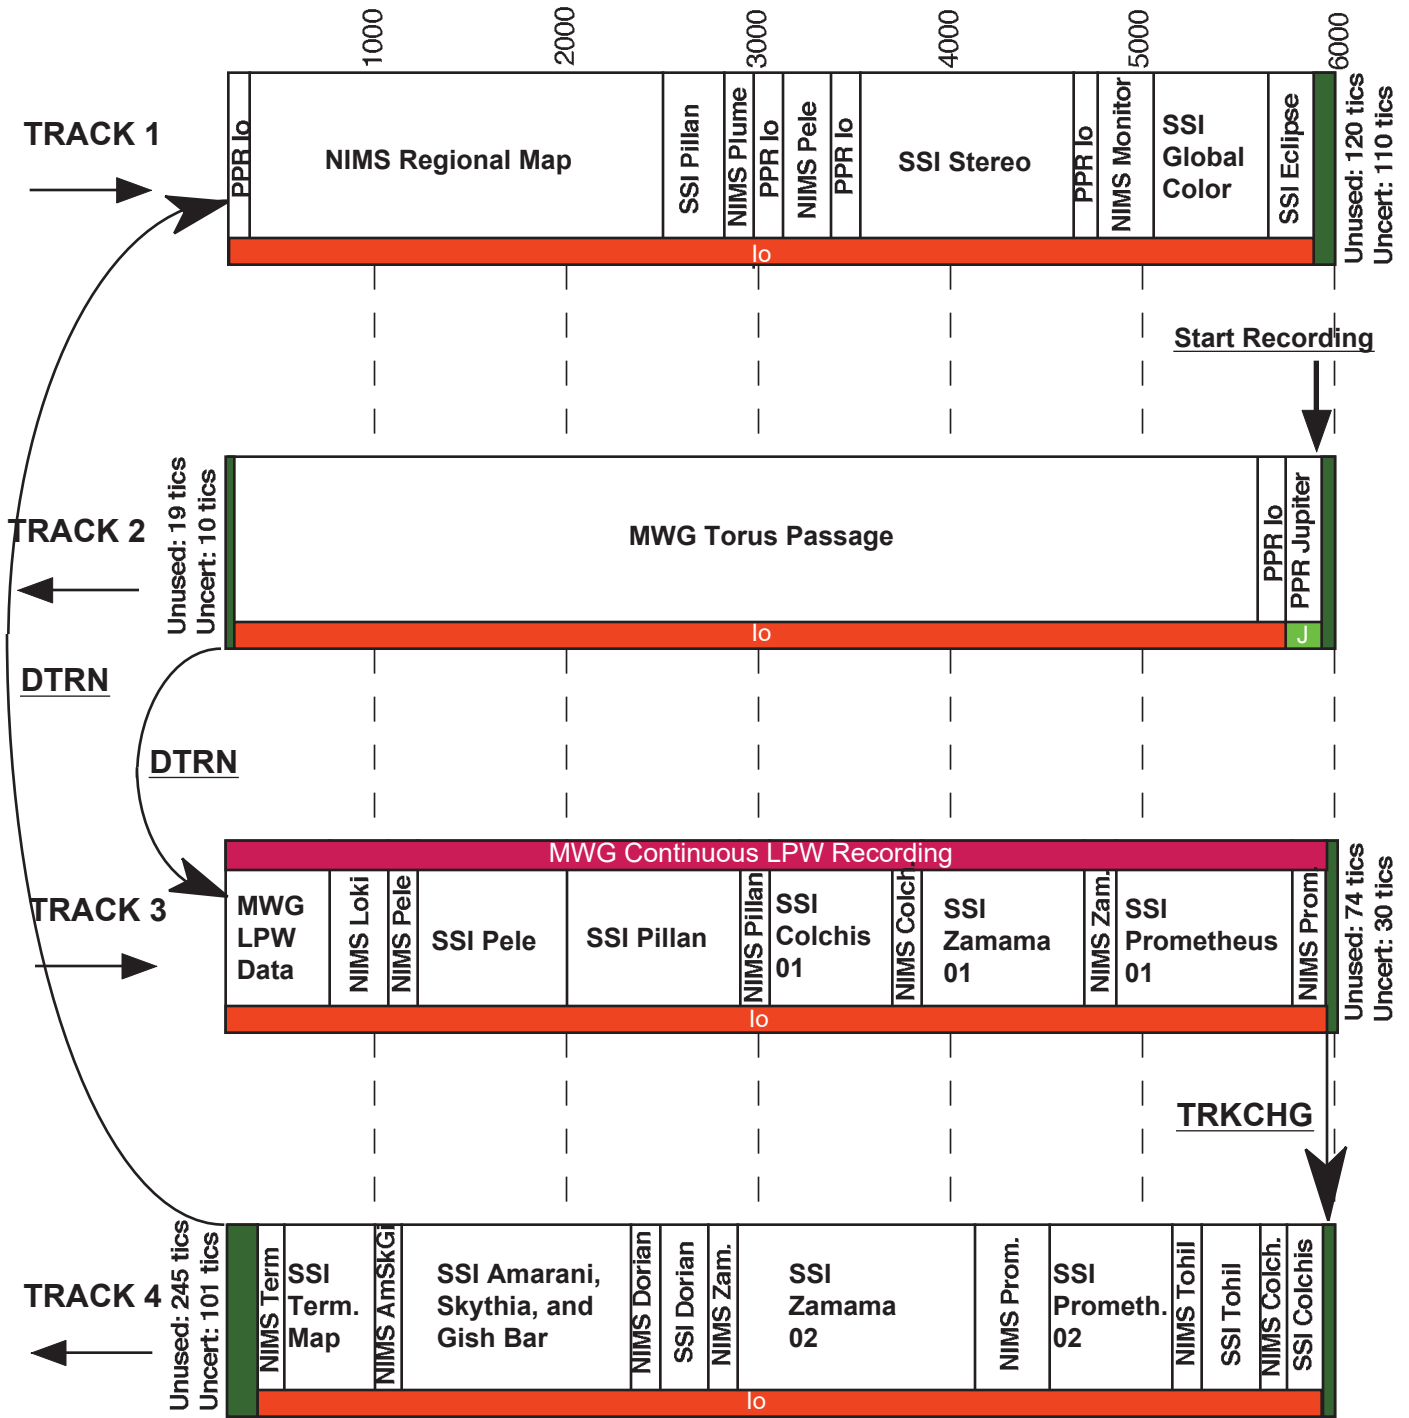 1000
2000
3000
4000
5000
6000
TRACK 1
PPR Io
NIMS Regional Map
SSI Pillan
NIMS Plume
PPR Io
NIMS Pele
PPR Io
SSI Stereo
PPR Io
NIMS Monitor
SSI
Global
Color
SSI Eclipse
Unused: 120 tics
Uncert: 110 tics
Io
Start Recording
TRACK 2
Unused: 19 tics
Uncert: 10 tics
MWG Torus Passage
PPR Io
PPR Jupiter
Io
J
DTRN
DTRN
MWG Continuous LPW Recording
TRACK 3
MWG
LPW
Data
NIMS Loki
NIMS Pele
SSI Pele
SSI Pillan
NIMS Pillan
SSI
Colchis
01
NIMS Colch.
SSI
Zamama
01
NIMS Zam.
SSI
Prometheus
01
NIMS Prom.
Unused: 74 tics
Uncert: 30 tics
Io
TRKCHG
TRACK 4
Unused: 245 tics
Uncert: 101 tics
NIMS Term
SSI
Term.
Map
NIMS AmSkGi
SSI Amarani,
Skythia, and
Gish Bar
NIMS Dorian
SSI Dorian
NIMS Zam.
SSI
Zamama
02
NIMS Prom.
SSI
Prometh.
02
NIMS Tohil
SSI Tohil
NIMS Colch.
SSI Colchis
Io